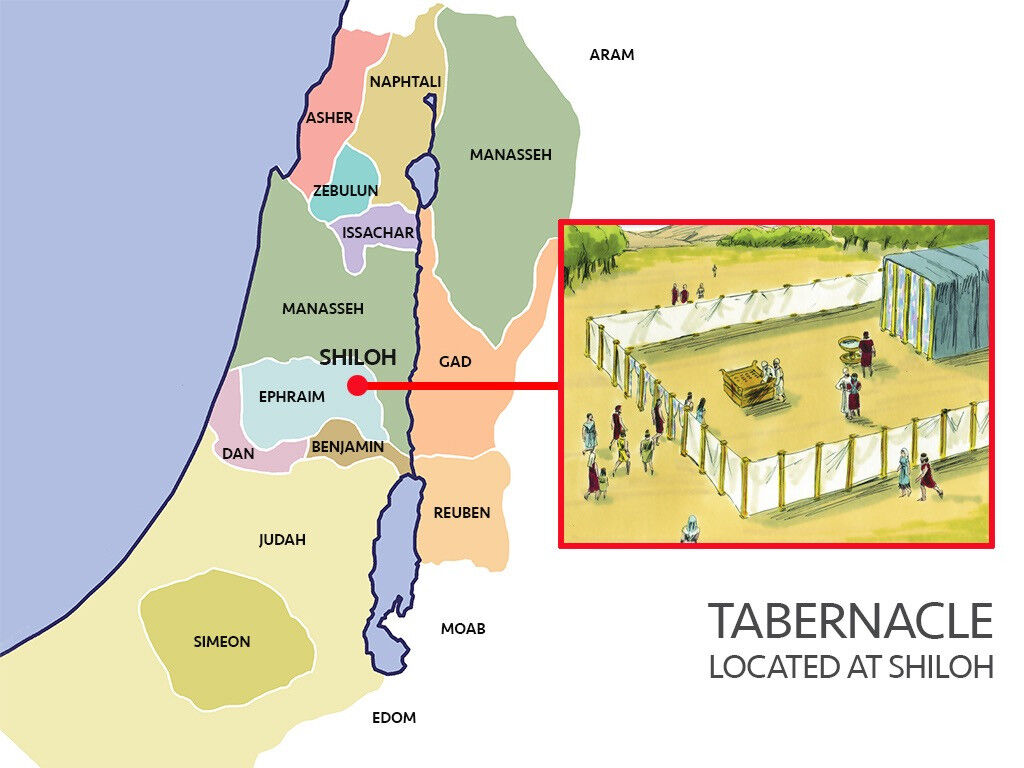 ARAM
NAPHTALI
ASHER
MANASSEH
ZEBULUN
ISSACHAR
MANASSEH
SHILOH
GAD
EPHRAIM
BENJAMIN
DAN
REUBEN
JUDAH
TABERNACLE
MOAB
SIMEON
LOCATED AT SHILOH
EDOM